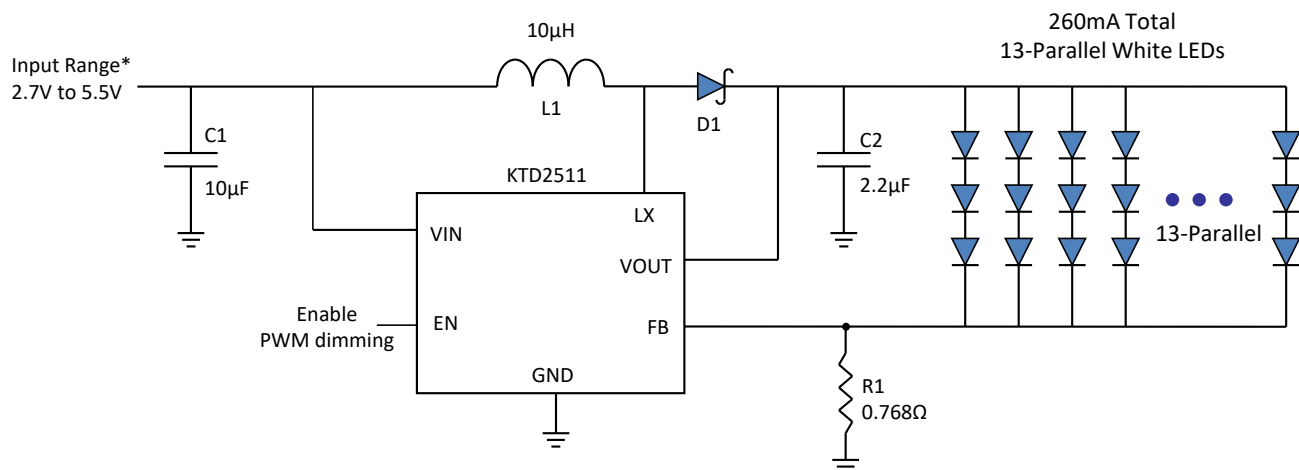 260mA Total
13-Parallel White LEDs
10µH
Input Range*
2.7V to 5.5V
L1
D1
C1
10µF
C2
2.2µF
KTD2511
LX
VIN
VOUT
13-Parallel
Enable
PWM dimming
EN
FB
GND
R1
0.768Ω